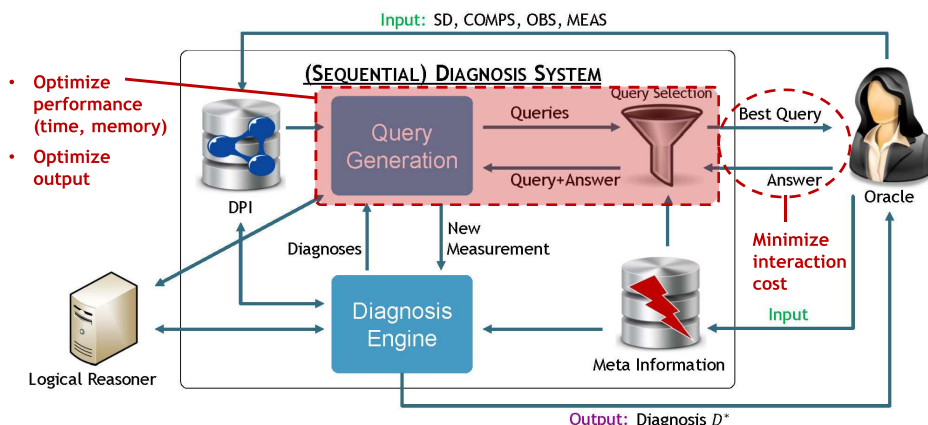 Input: SD, COMPS, OBS, MEAS
(SEQUENTIAL) DIAGNOSIS SYSTEM
• Optimize
performance
(time, memory)
• Optimize
output
Query Selection
Query
Generation
Queries
Query+Answer
Best Query
Answer
Oracle
DPI
Diagnoses
New
Measurement
Minimize
interaction
cost
Diagnosis
Engine
Input
Logical Reasoner
Meta Information
Output: Diagnosis D*